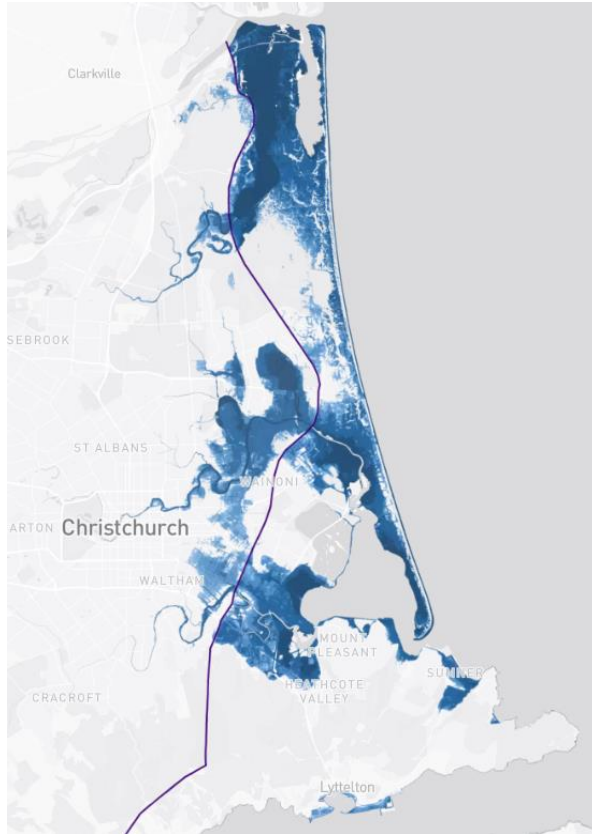 Clarkville
SEBROOK
ST ALBANS
WAINONI
ARTON
Christchurch
WALTHAM
MOUNT
PLEASANT
SUMNER
HEATHCOTE
VALLEY
CRACROFT
Lyttelton